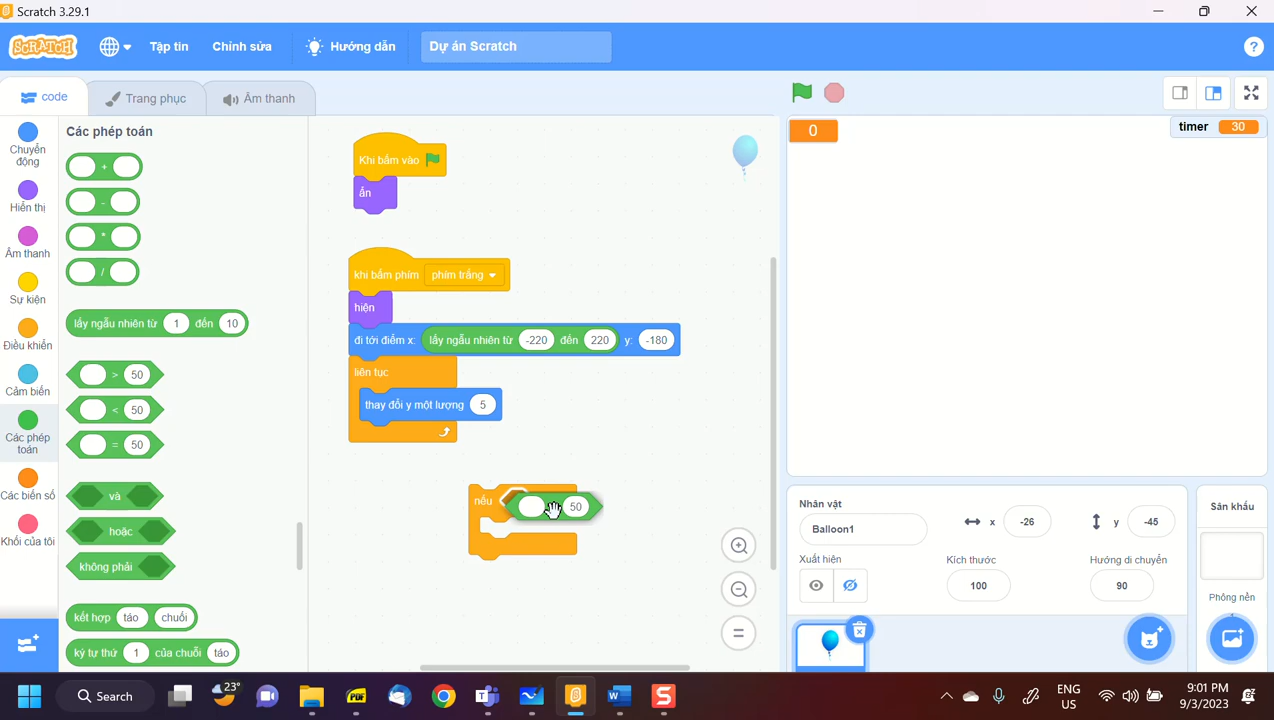 Scratch 3.29.1
SCRATCH
Tập tin
Chỉnh sửa
Hướng dẫn
Dự án Scratch
?
code
Trang phục
Âm thanh
Chuyển động
Hiển thị
Âm thanh
Sự kiện
Điều khiển
Cảm biến
Các phép toán
Các biến số
Khối của tôi
Các phép toán
+
-
*
/
lấy ngẫu nhiên từ 1 đến 10
> 50
< 50
= 50
và
hoặc
không phải
kết hợp táo chuối
ký tự thứ 1 của chuỗi táo
Khi bấm vào
ẩn
khi bấm phím phím trắng
hiện
đi tới điểm x: lấy ngẫu nhiên từ -220 đến 220 y: -180
liên tục
thay đổi y một lượng 5
nếu
50
0
timer 30
Nhân vật
Balloon1
x -26
y -45
Xuất hiện
Kích thước
100
Hướng di chuyển
90
Sân khấu
Phông nền
Search
23°
PDF
W
S
ENG
US
9:01 PM
9/3/2023